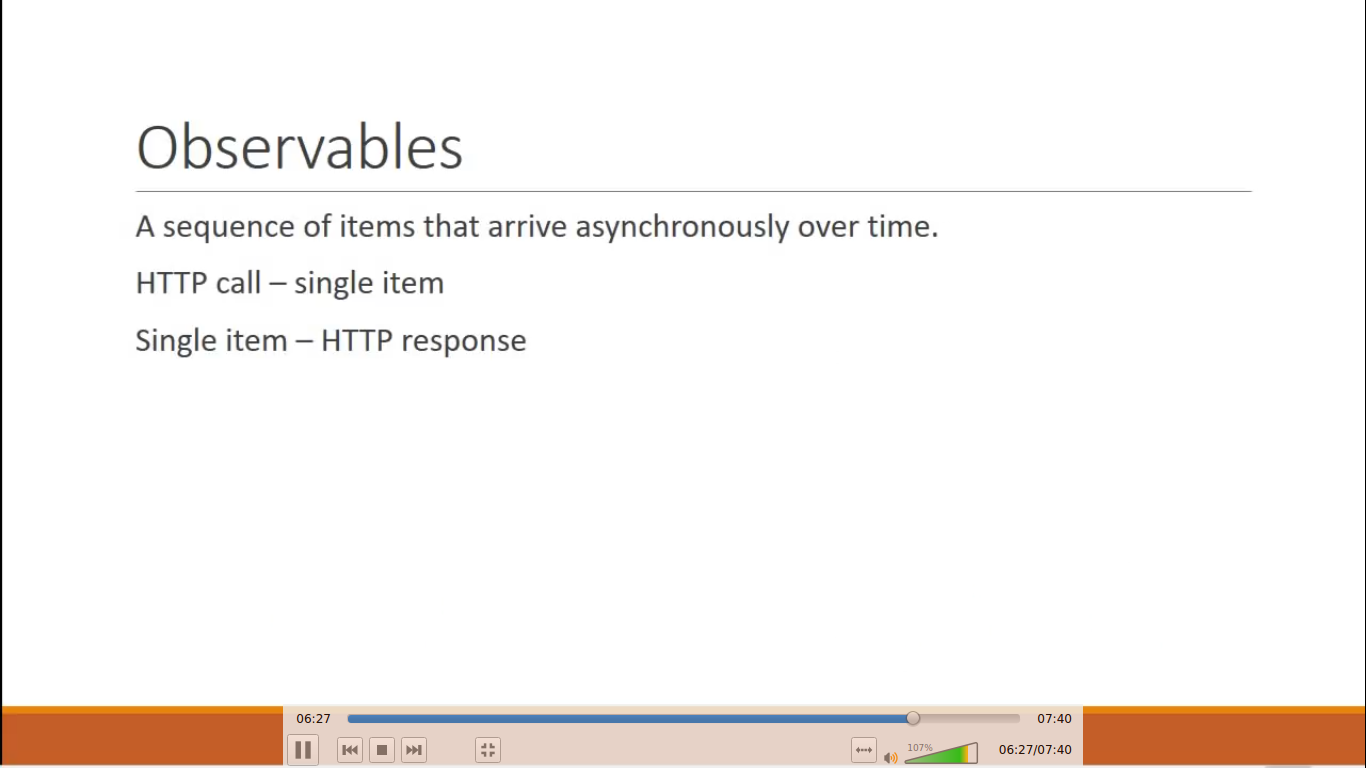 Observables
A sequence of items that arrive asynchronously over time.
HTTP call – single item
Single item – HTTP response
06:27
07:40
107%
06:27/07:40